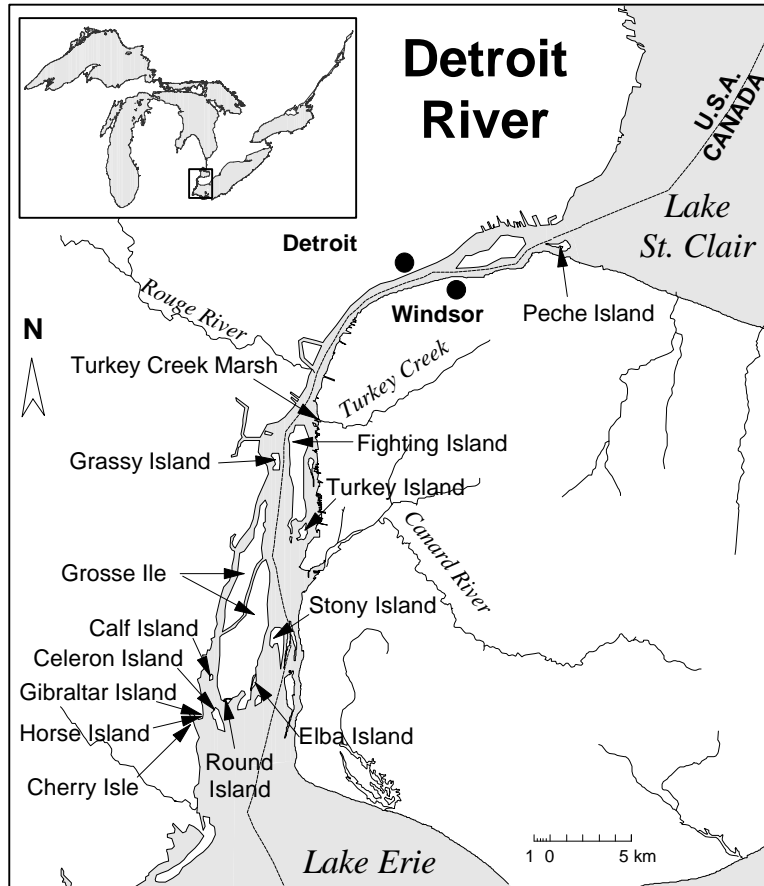 Detroit
River
U.S.A.
CANADA
Lake
St. Clair
Detroit
Rouge River
Windsor
Peche Island
N
Turkey Creek Marsh
Turkey Creek
Fighting Island
Grassy Island
Turkey Island
Canard River
Grosse Ile
Stony Island
Calf Island
Celeron Island
Gibraltar Island
Horse Island
Elba Island
Round
Island
Cherry Isle
1 0 5 km
Lake Erie